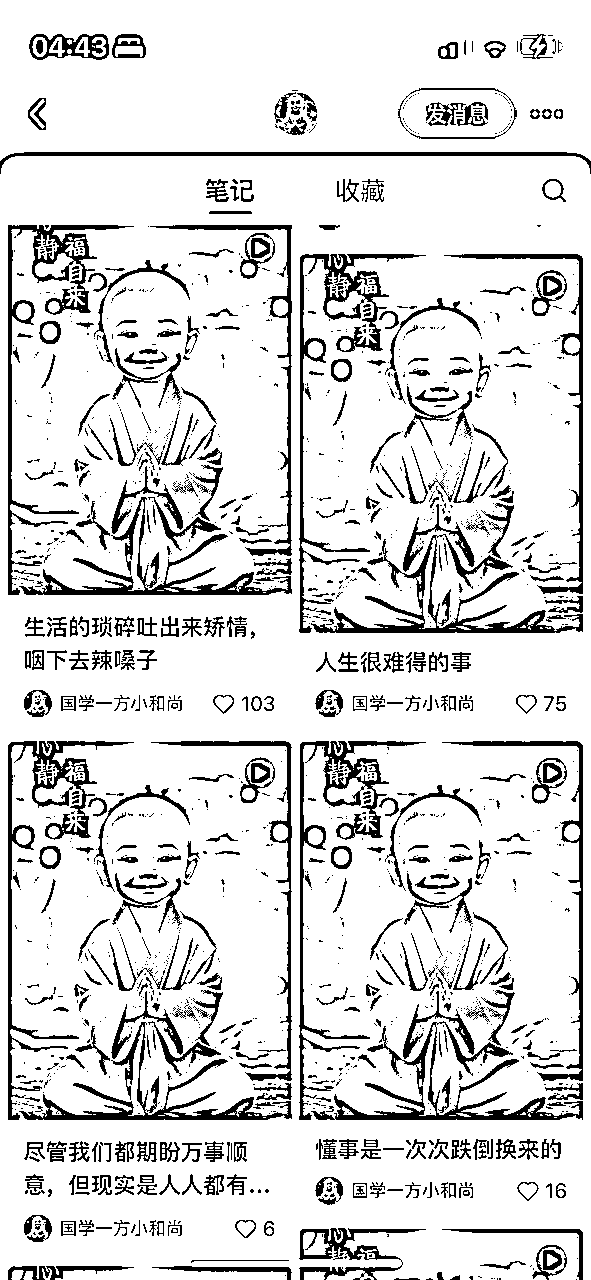 04:43
发消息
笔记 收藏
静 福自来
心静 福自来
生活的琐碎吐出来矫情，
咽下去辣嗓子
国学一方小和尚 103
人生很难得的事
国学一方小和尚 75
心静 福自来
心静 福自来
尽管我们都期盼万事顺
意，但现实是人人都有...
国学一方小和尚 6
懂事是一次次跌倒换来的
国学一方小和尚 16
静 福